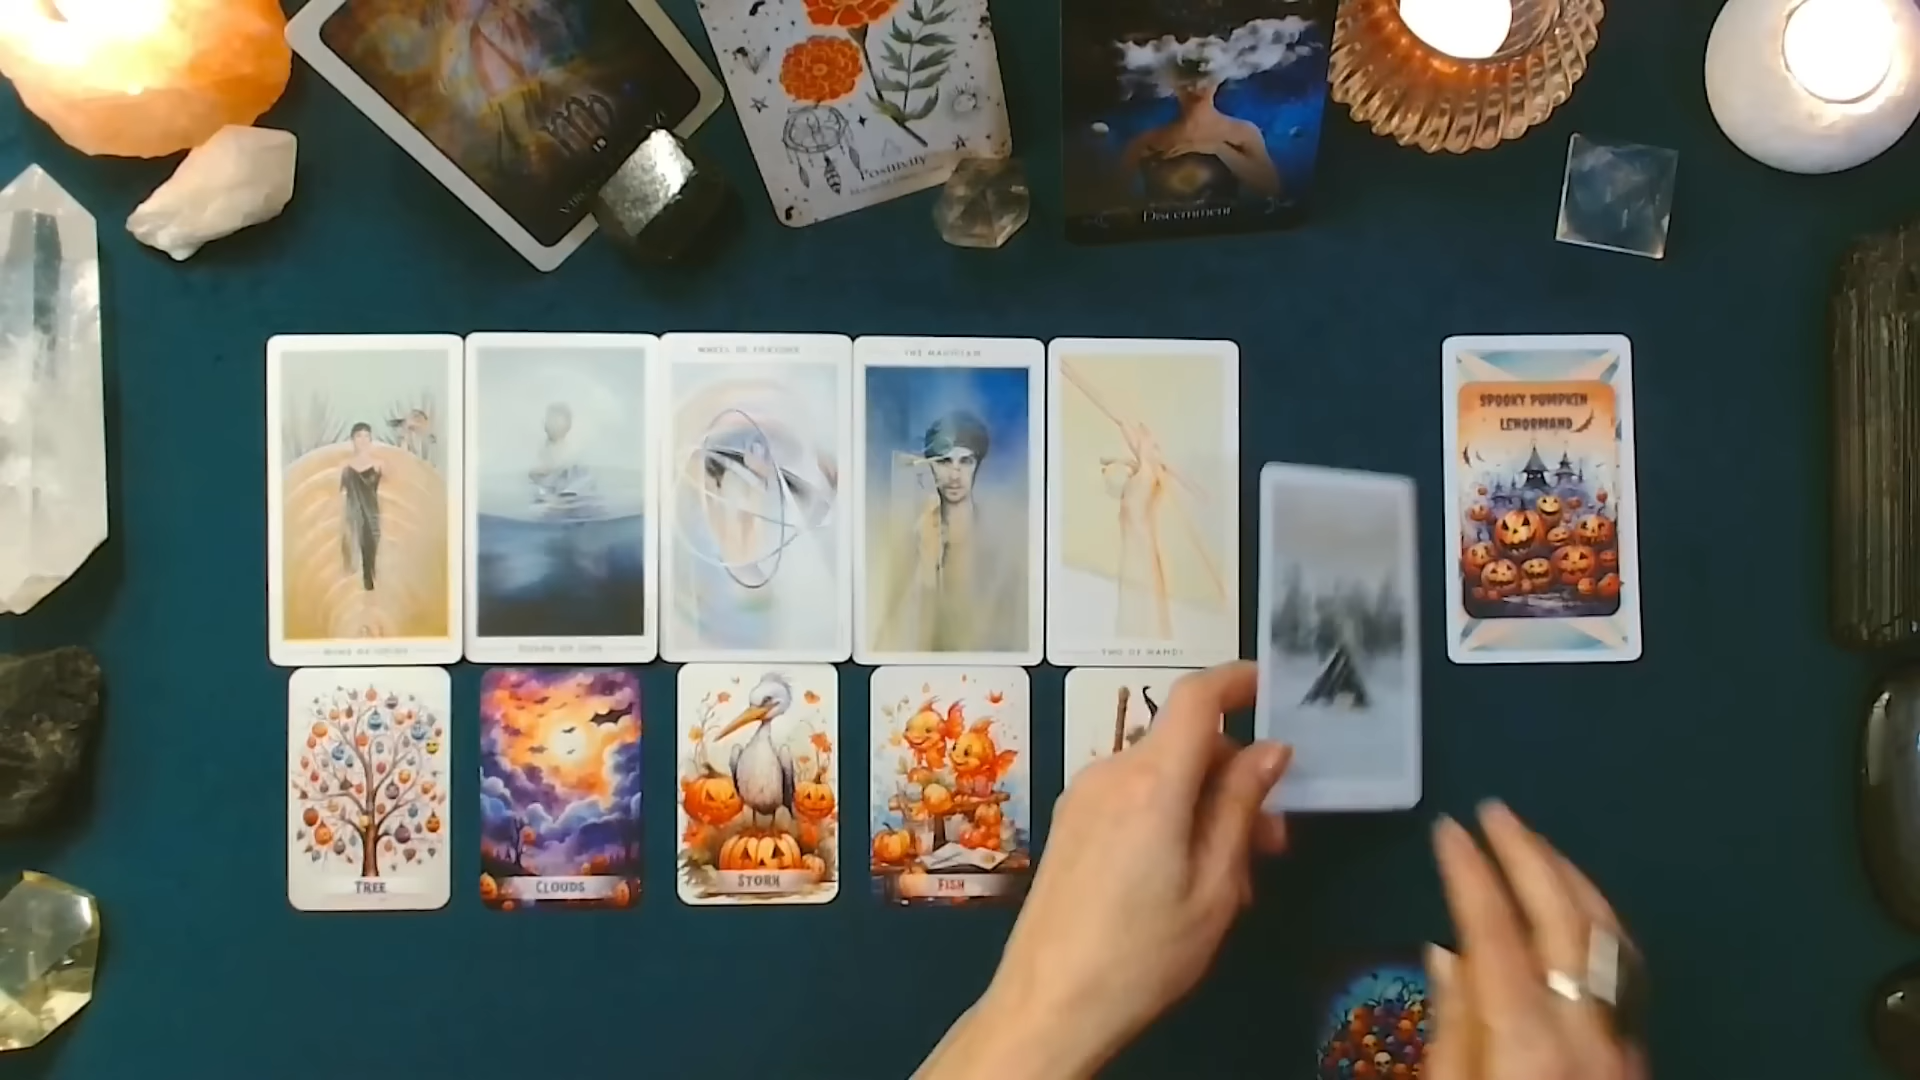 Positivity
Discernment
WHEEL OF FORTUNE
THE MAGICIAN
SPOOKY PUMPKIN
LENORMAND
TWO OF WANDS
TREE
CLOUDS
STORK
FISH